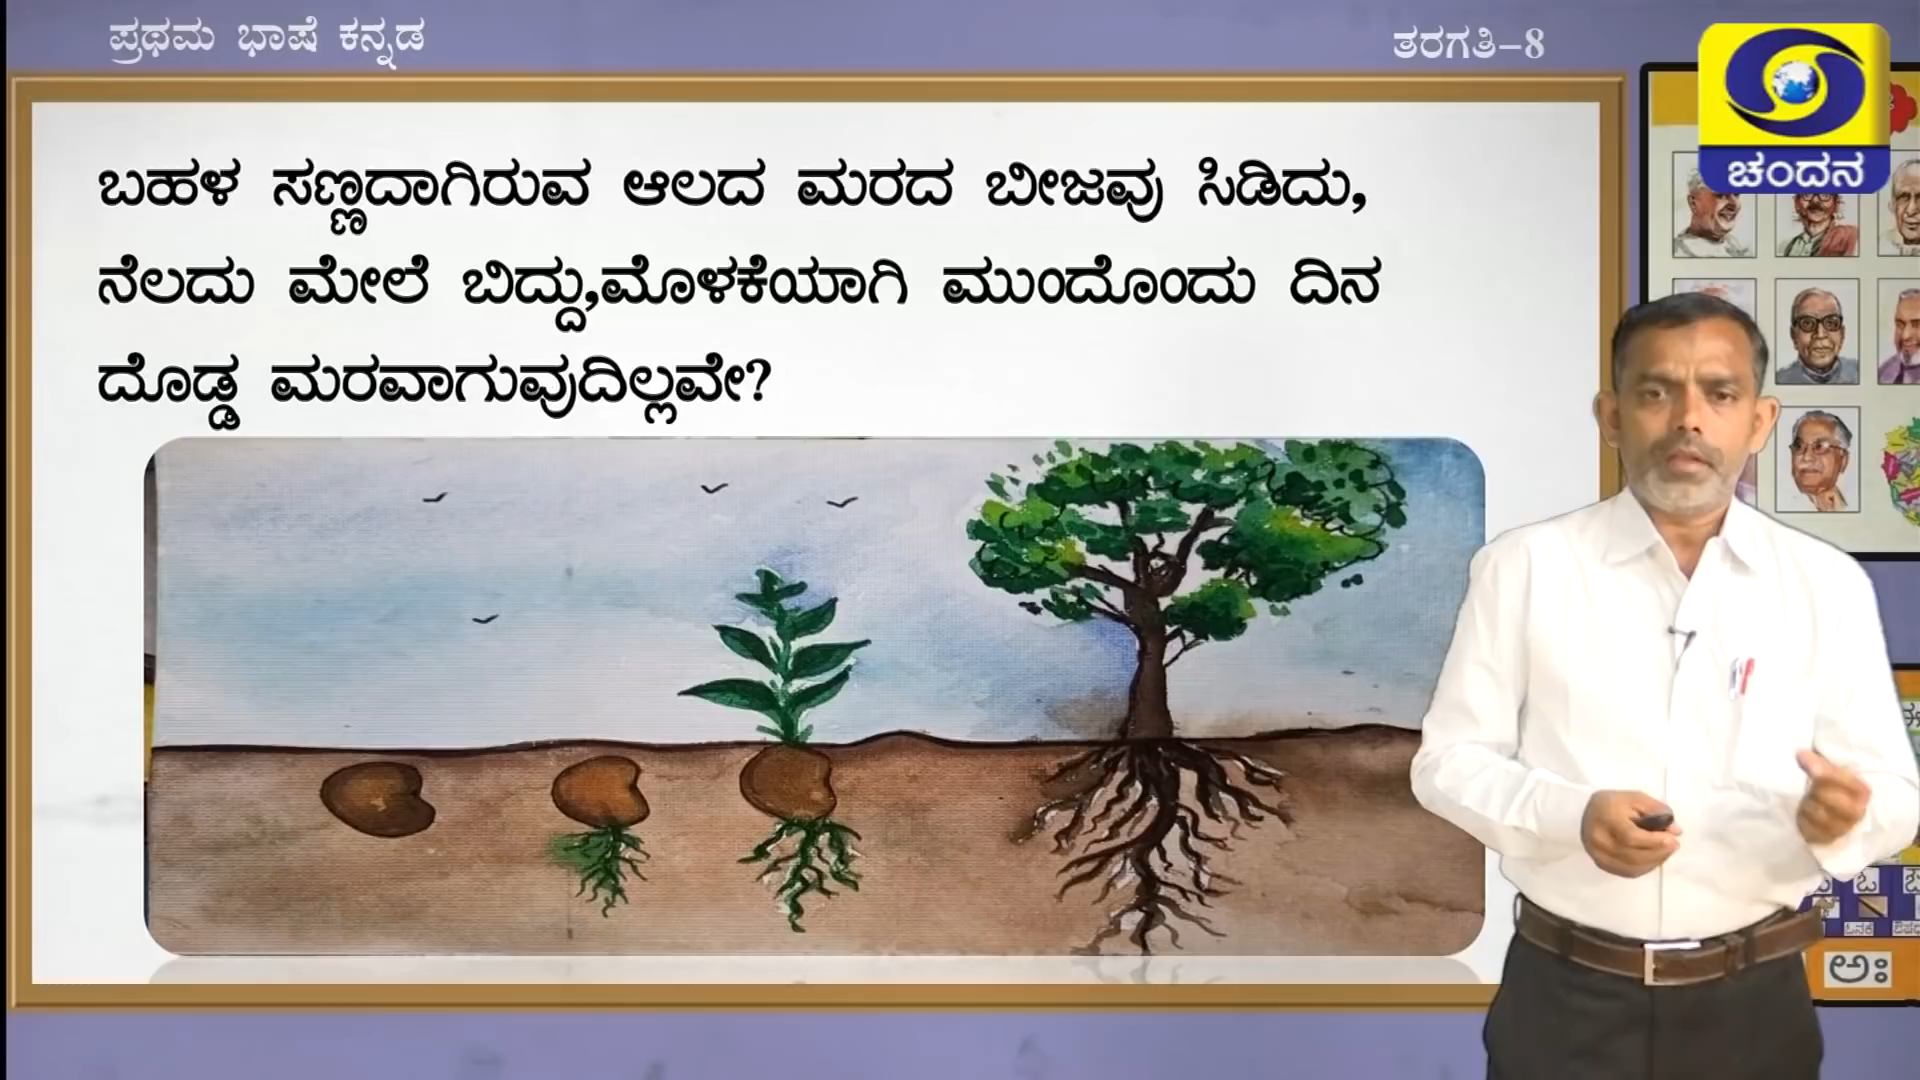 ಪ್ರಥಮ ಭಾಷೆ ಕನ್ನಡ
ತರಗತಿ–8
ಚಂದನ
ಬಹಳ ಸಣ್ಣದಾಗಿರುವ ಆಲದ ಮರದ ಬೀಜವು ಸಿಡಿದು,
ನೆಲದು ಮೇಲೆ ಬಿದ್ದು,ಮೊಳಕೆಯಾಗಿ ಮುಂದೊಂದು ದಿನ
ದೊಡ್ಡ ಮರವಾಗುವುದಿಲ್ಲವೇ?
ಓ
ಅಃ